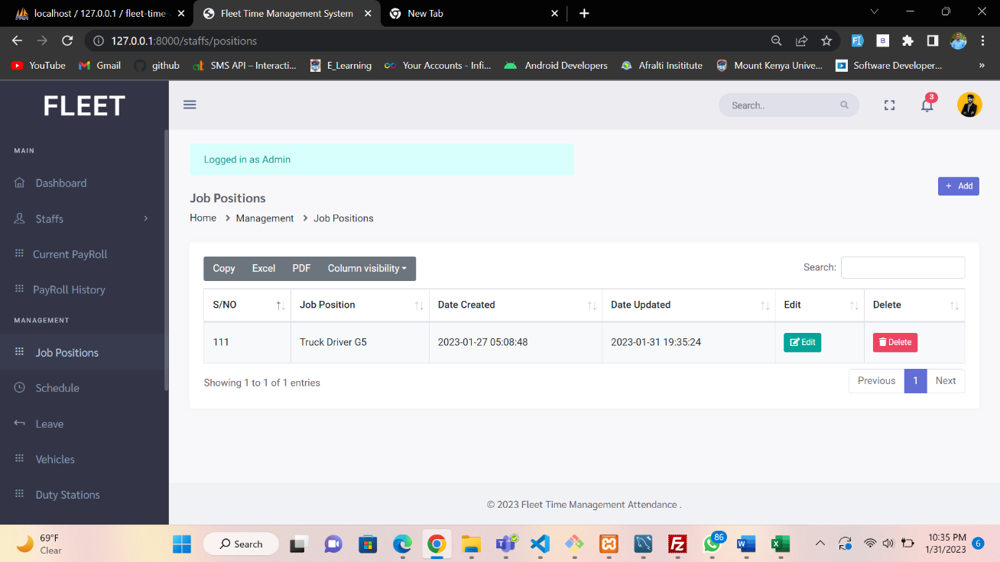 localhost / 127.0.0.1 / fleet-time-
Fleet Time Management System
New Tab
127.0.0.1:8000/staffs/positions
YouTube
Gmail
github
SMS API – Interacti...
E_Learning
Your Accounts - Infi...
Android Developers
Afralti Insititute
Mount Kenya Unive...
Software Developer...
»
FLEET
Search..
3
MAIN
Dashboard
Staffs
Current PayRoll
PayRoll History
MANAGEMENT
Job Positions
Schedule
Leave
Vehicles
Duty Stations
Logged in as Admin
+ Add
Job Positions
Home > Management > Job Positions
Copy Excel PDF Column visibility
Search:
S/NO Job Position Date Created Date Updated Edit Delete
111 Truck Driver G5 2023-01-27 05:08:48 2023-01-31 19:35:24 Edit Delete
Showing 1 to 1 of 1 entries
Previous 1 Next
© 2023 Fleet Time Management Attendance .
69°F
Clear
Search
86
10:35 PM
1/31/2023
6